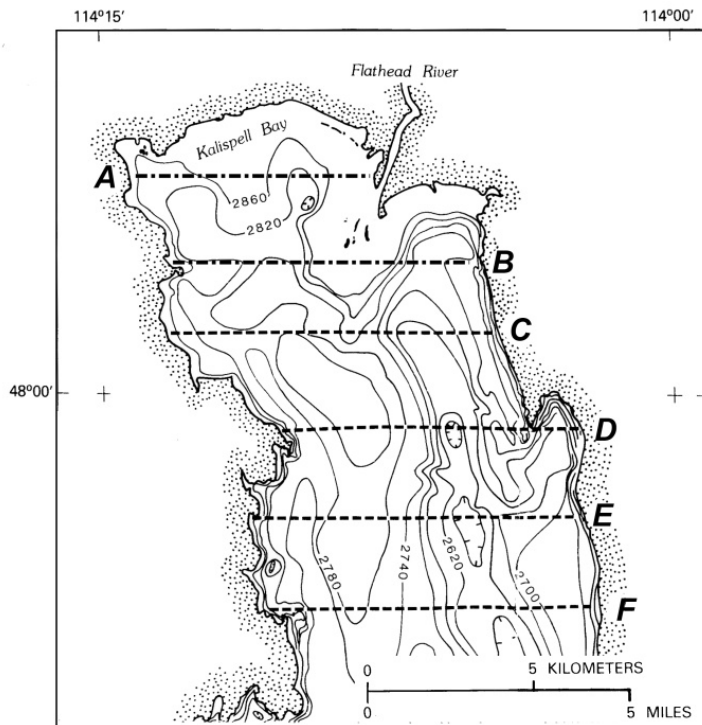 114°15'
114°00'
Flathead River
Kalispell Bay
A
2860
2820
B
C
48°00'
D
E
2780
2740
2620
2700
F
0 5 KILOMETERS
0 5 MILES